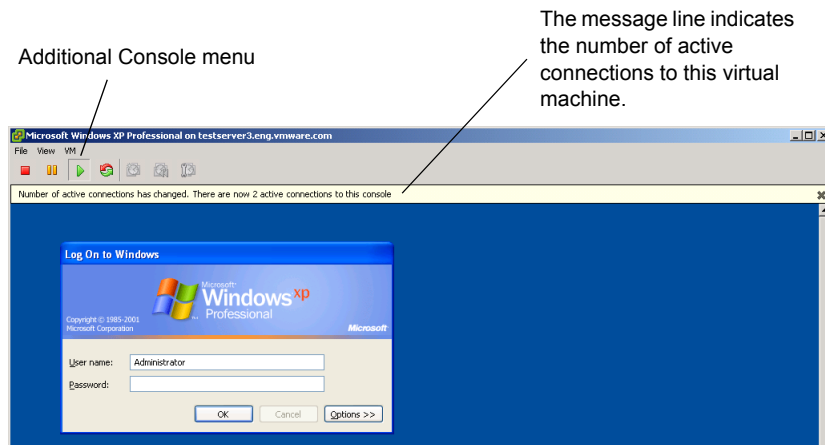 The message line indicates
the number of active
connections to this virtual
machine.
Additional Console menu
Microsoft Windows XP Professional on testserver3.eng.vmware.com
File View VM
Number of active connections has changed. There are now 2 active connections to this console
Log On to Windows
Microsoft
Windows xp
Professional
Copyright © 1985-2001
Microsoft Corporation
Microsoft
User name: Administrator
Password:
OK Cancel Options >>